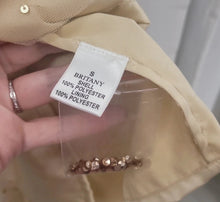 S
BRITANY
SHELL
100% POLYESTER
LINING
100% POLYESTER